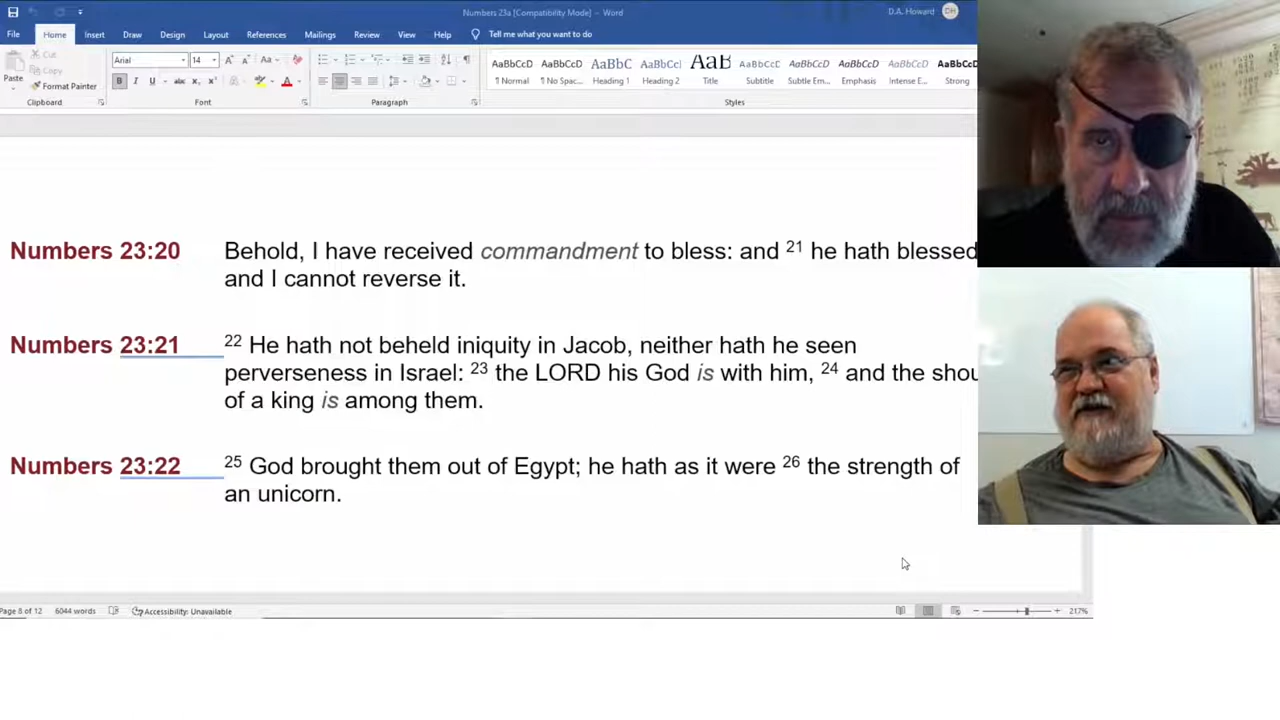 Numbers 23a [Compatibility Mode] – Word
D.A. Howard DH
File Home Insert Draw Design Layout References Mailings Review View Help Tell me what you want to do
Cut
Copy
Paste
Format Painter
Clipboard
Arial 14
Font
Paragraph
AaBbCcD AaBbCcD AaBbC AaBbCcI AaB AaBbCcD AaBbCcD AaBbCcD AaBbCcD AaBbCcD
¶ Normal ¶ No Spac... Heading 1 Heading 2 Title Subtitle Subtle Em... Emphasis Intense E... Strong
Styles
Numbers 23:20 Behold, I have received commandment to bless: and 21 he hath blessed
and I cannot reverse it.
Numbers 23:21 22 He hath not beheld iniquity in Jacob, neither hath he seen
perverseness in Israel: 23 the LORD his God is with him, 24 and the shou
of a king is among them.
Numbers 23:22 25 God brought them out of Egypt; he hath as it were 26 the strength of
an unicorn.
Page 8 of 12 6044 words Accessibility: Unavailable 217%